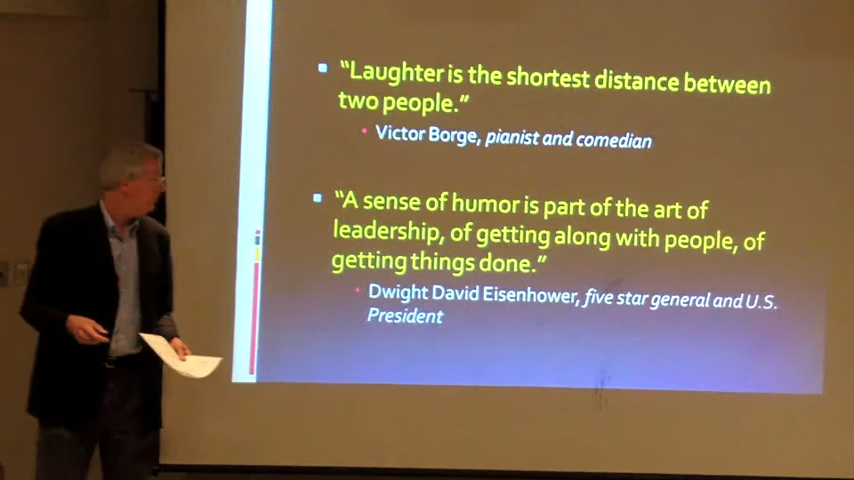 “Laughter is the shortest distance between
two people.”
Victor Borge, pianist and comedian
“A sense of humor is part of the art of
leadership, of getting along with people, of
getting things done.”
Dwight David Eisenhower, five star general and U.S.
President